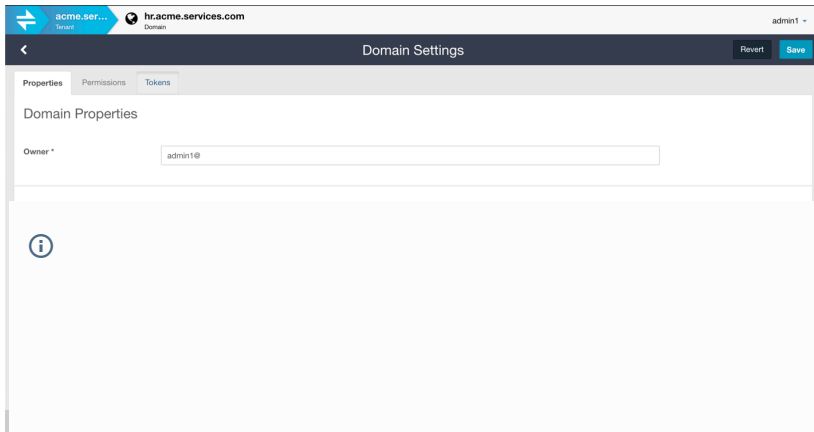 acme.ser...
Tenant
hr.acme.services.com
Domain
admin1
Domain Settings
Revert
Save
Properties
Permissions
Tokens
Domain Properties
Owner *
admin1@